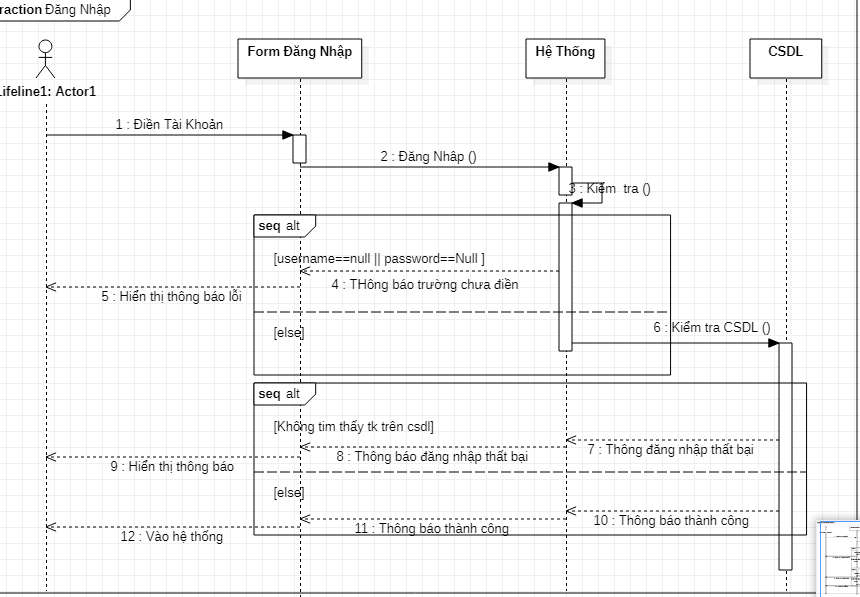 raction Đăng Nhập
Form Đăng Nhập
Hệ Thống
CSDL
Lifeline1: Actor1
1 : Điền Tài Khoản
2 : Đăng Nhập ()
3 : Kiểm tra ()
seq alt
[username==null || password==Null ]
4 : THông báo trường chưa điền
5 : Hiển thị thông báo lỗi
6 : Kiểm tra CSDL ()
[else]
seq alt
[Không tim thấy tk trên csdl]
7 : Thông đăng nhập thất bại
8 : Thông báo đăng nhập thất bại
9 : Hiển thị thông báo
[else]
10 : Thông báo thành công
11 : Thông báo thành công
12 : Vào hệ thống